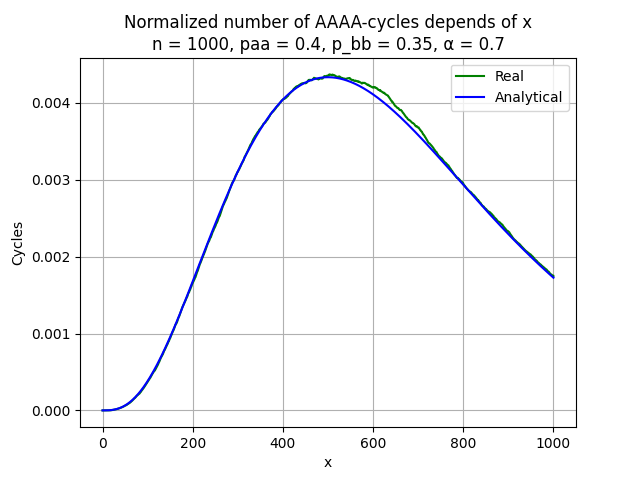 Normalized number of AAAA-cycles depends of x
n = 1000, paa = 0.4, p_bb = 0.35, α = 0.7
Real
Analytical
0.004
0.003
0.002
0.001
0.000
Cycles
0 200 400 600 800 1000
x